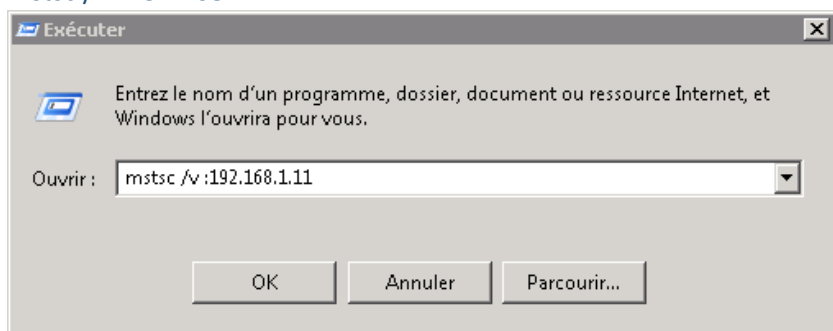 Exécuter
Entrez le nom d'un programme, dossier, document ou ressource Internet, et
Windows l'ouvrira pour vous.
Ouvrir :
mstsc /v :192.168.1.11
OK
Annuler
Parcourir...